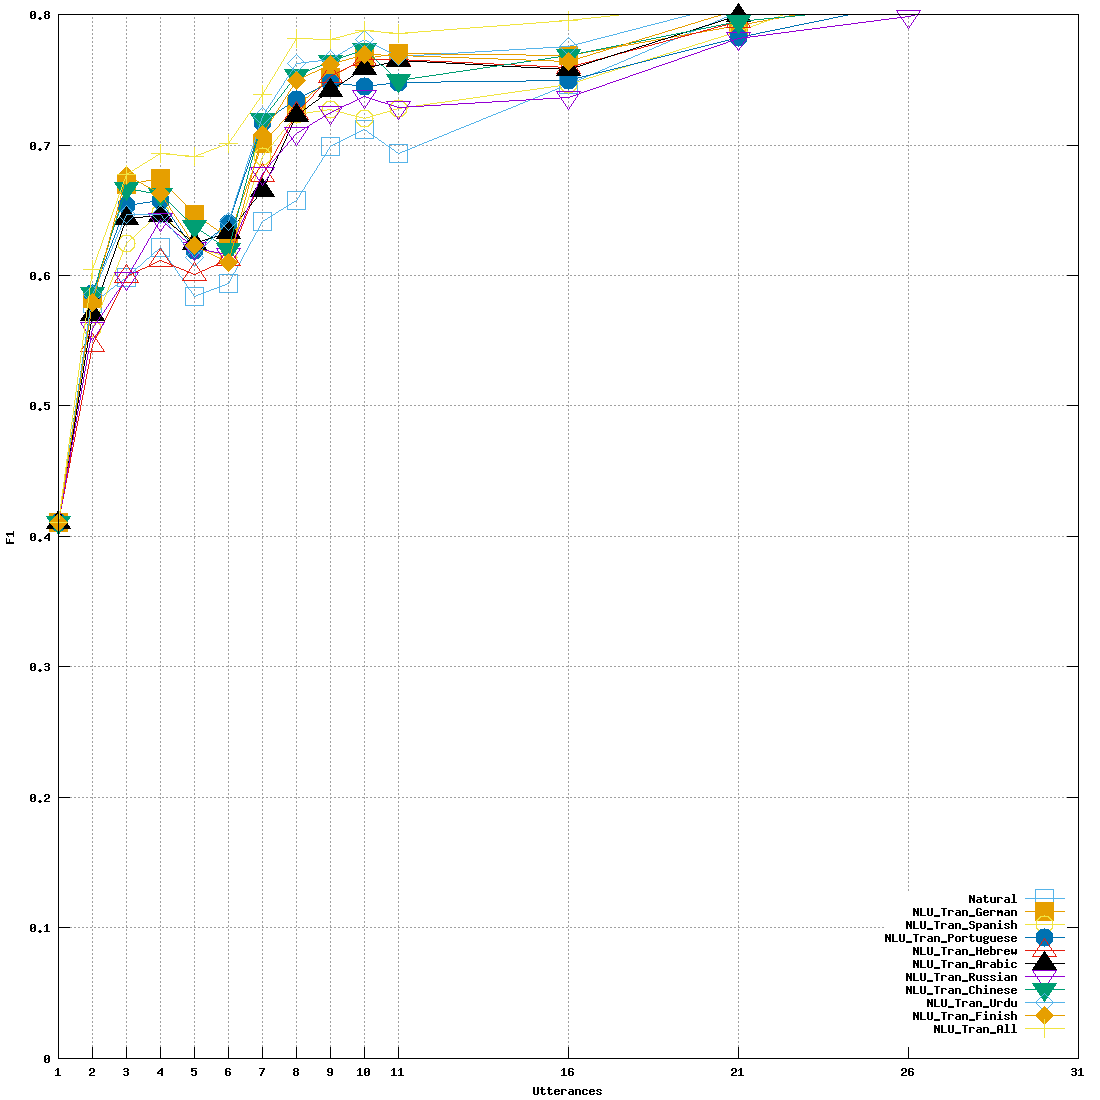 0.8
0.7
0.6
0.5
0.4
0.3
0.2
0.1
0
F1
Natural
NLU_Tran_German
NLU_Tran_Spanish
NLU_Tran_Portuguese
NLU_Tran_Hebrew
NLU_Tran_Arabic
NLU_Tran_Russian
NLU_Tran_Chinese
NLU_Tran_Urdu
NLU_Tran_Finish
NLU_Tran_All
1 2 3 4 5 6 7 8 9 10 11 16 21 26 31
Utterances